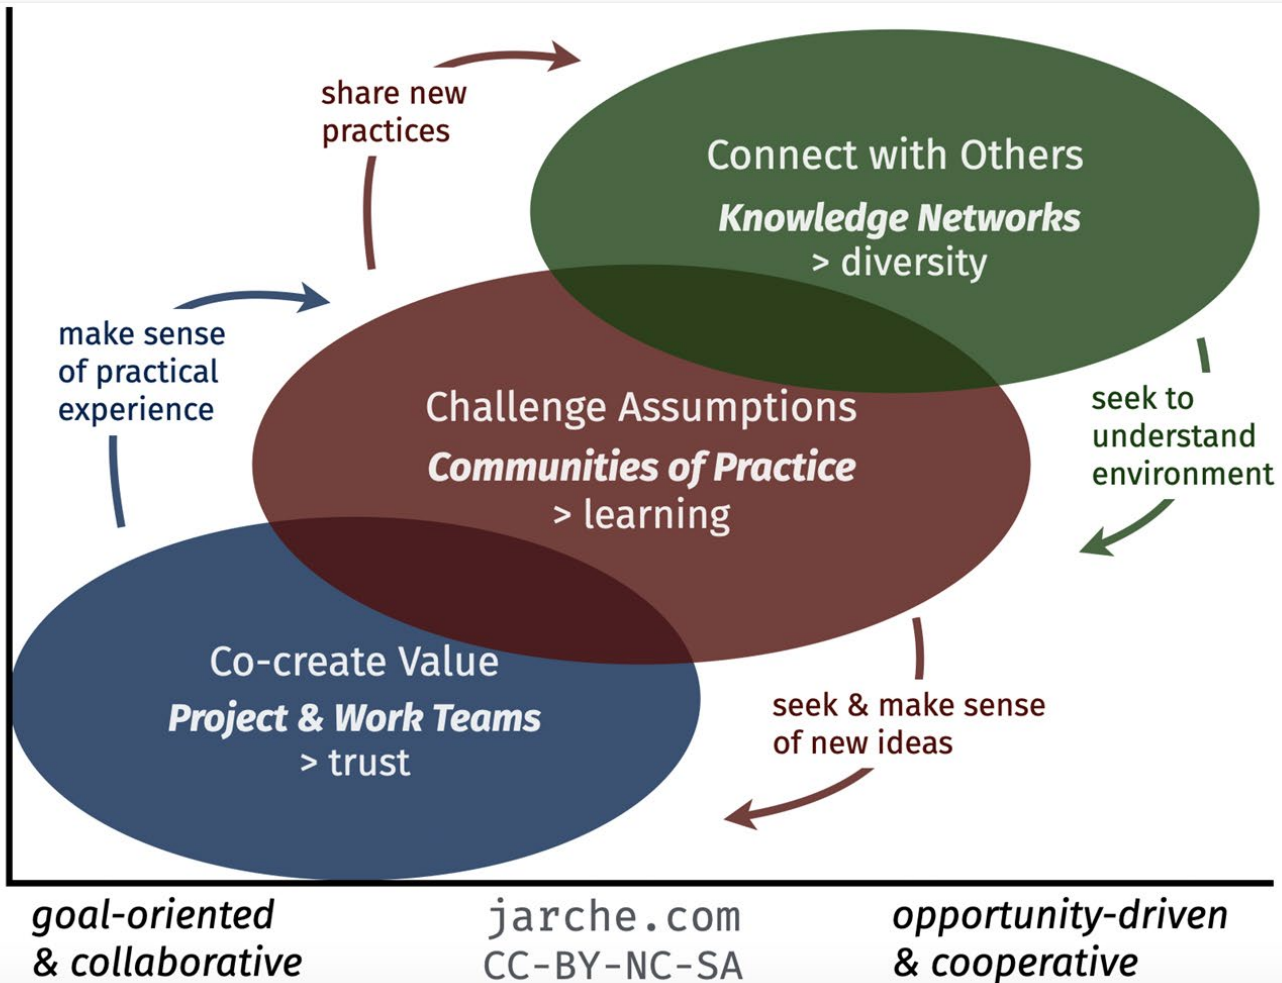 share new
practices
Connect with Others
Knowledge Networks
> diversity
make sense
of practical
experience
Challenge Assumptions
Communities of Practice
> learning
seek to
understand
environment
Co-create Value
Project & Work Teams
> trust
seek & make sense
of new ideas
goal-oriented
& collaborative
jarche.com
CC-BY-NC-SA
opportunity-driven
& cooperative